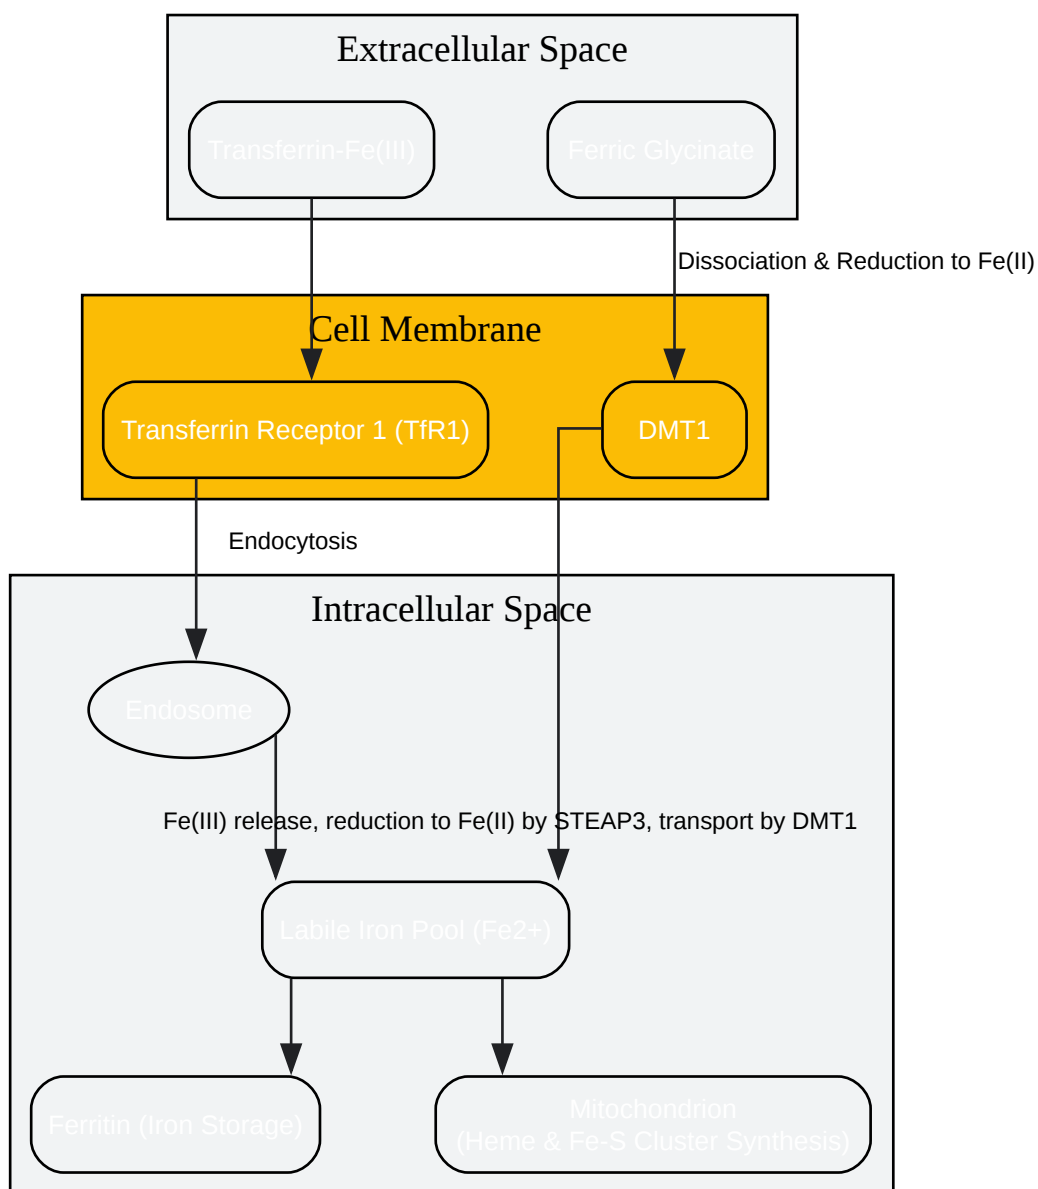 Extracellular Space
Transferrin-Fe(III)
Ferric Glycinate
Dissociation & Reduction to Fe(II)
Cell Membrane
Transferrin Receptor 1 (TfR1)
DMT1
Endocytosis
Intracellular Space
Endosome
Fe(III) release, reduction to Fe(II) by STEAP3, transport by DMT1
Labile Iron Pool (Fe2+)
Ferritin (Iron Storage)
Mitochondrion
(Heme & Fe-S Cluster Synthesis)